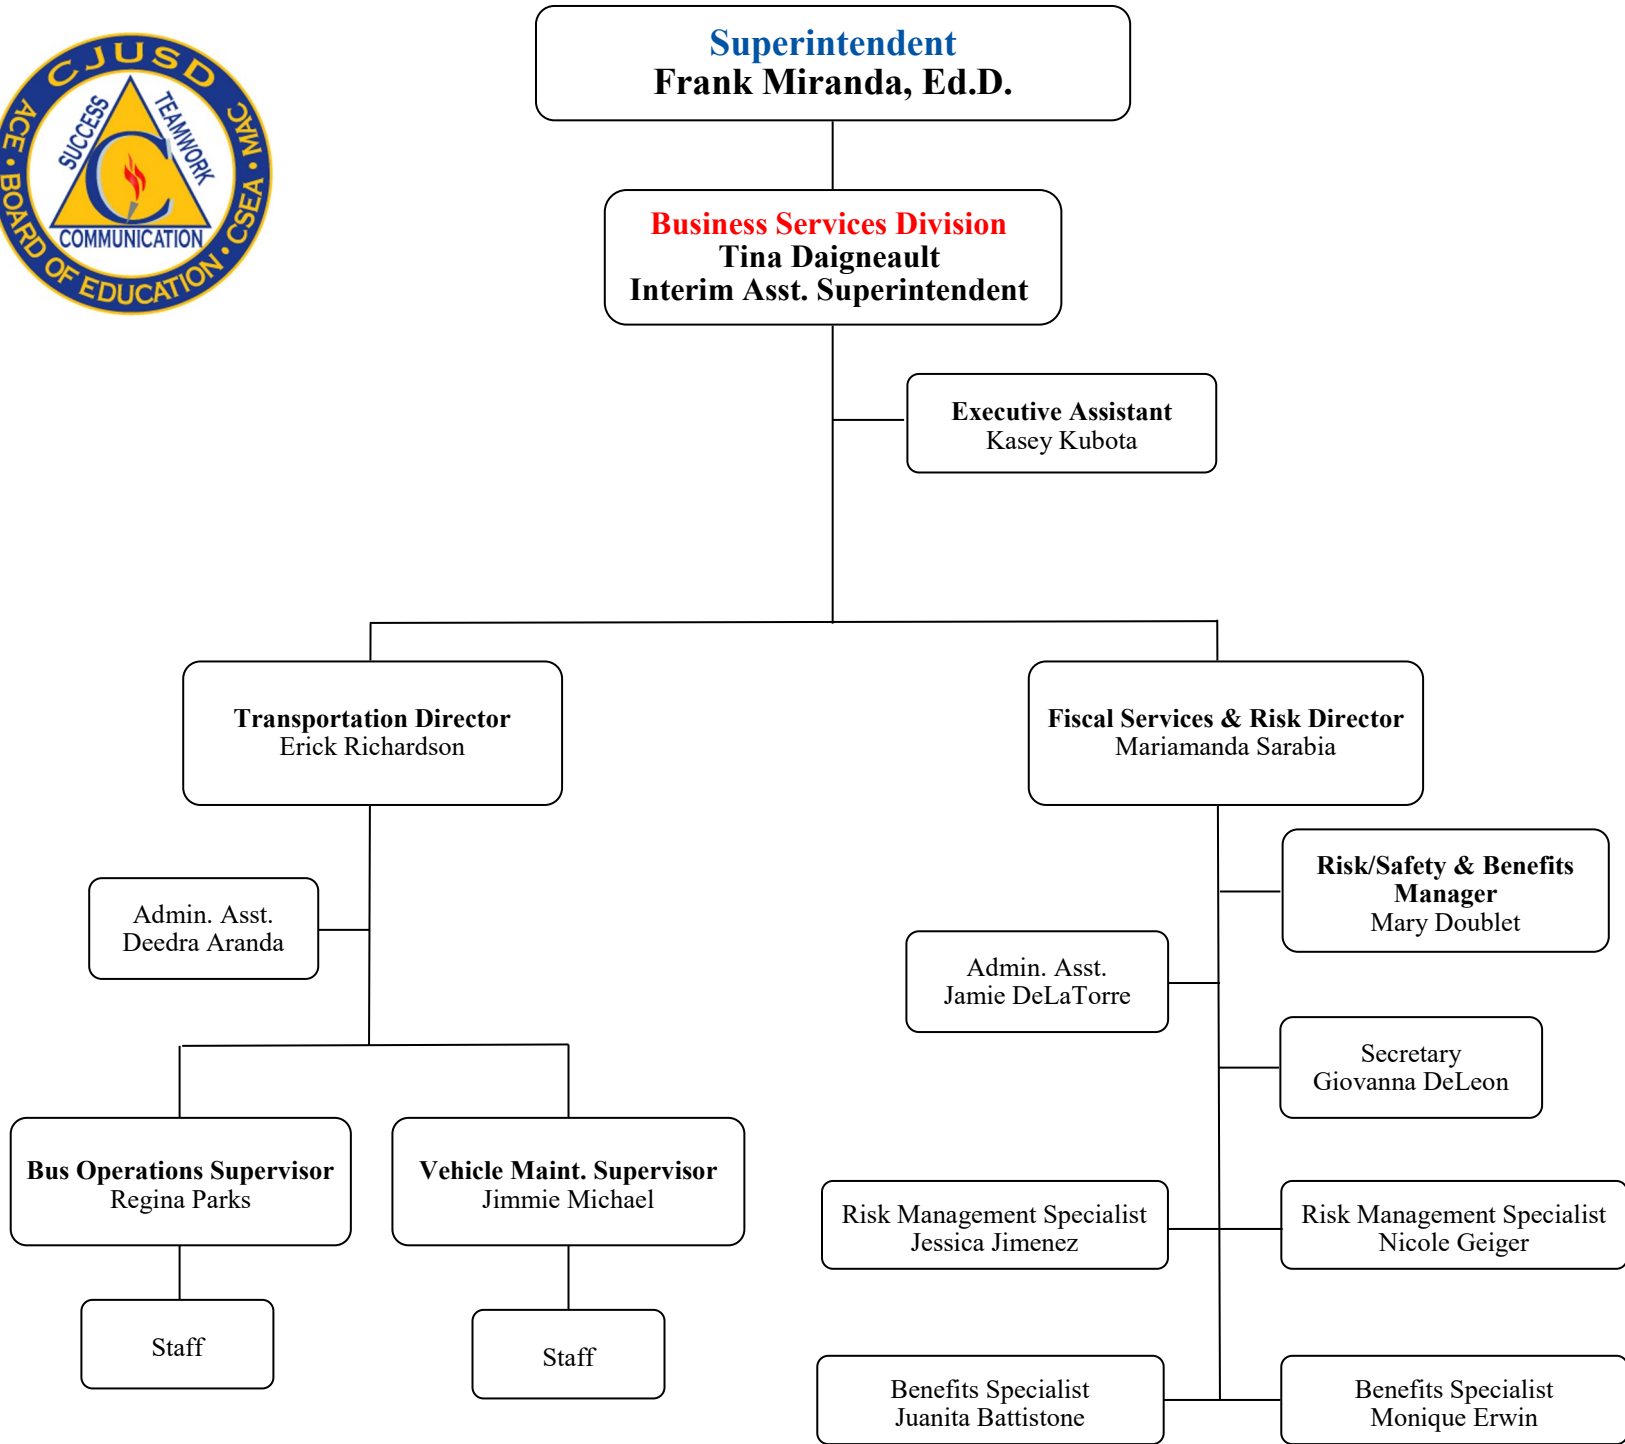 CJUSD
ACE • BOARD OF EDUCATION • CSEA • MAC •
SUCCESS
TEAMWORK
C
COMMUNICATION
Superintendent
Frank Miranda, Ed.D.
Business Services Division
Tina Daigneault
Interim Asst. Superintendent
Executive Assistant
Kasey Kubota
Transportation Director
Erick Richardson
Fiscal Services & Risk Director
Mariamanda Sarabia
Admin. Asst.
Deedra Aranda
Risk/Safety & Benefits
Manager
Mary Doublet
Admin. Asst.
Jamie DeLaTorre
Secretary
Giovanna DeLeon
Bus Operations Supervisor
Regina Parks
Vehicle Maint. Supervisor
Jimmie Michael
Risk Management Specialist
Jessica Jimenez
Risk Management Specialist
Nicole Geiger
Staff
Staff
Benefits Specialist
Juanita Battistone
Benefits Specialist
Monique Erwin